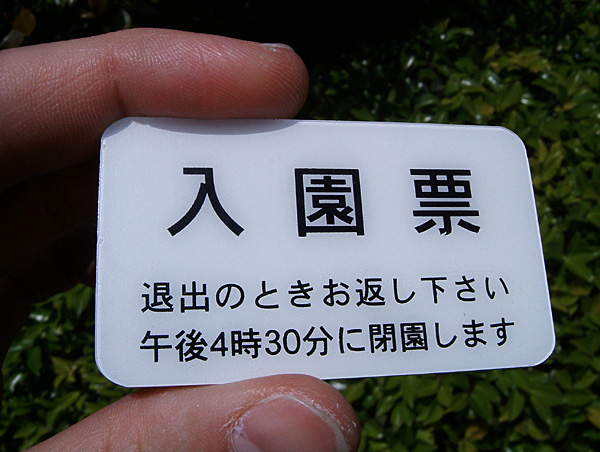 入園票
退出のときお返し下さい
午後4時30分に閉園します